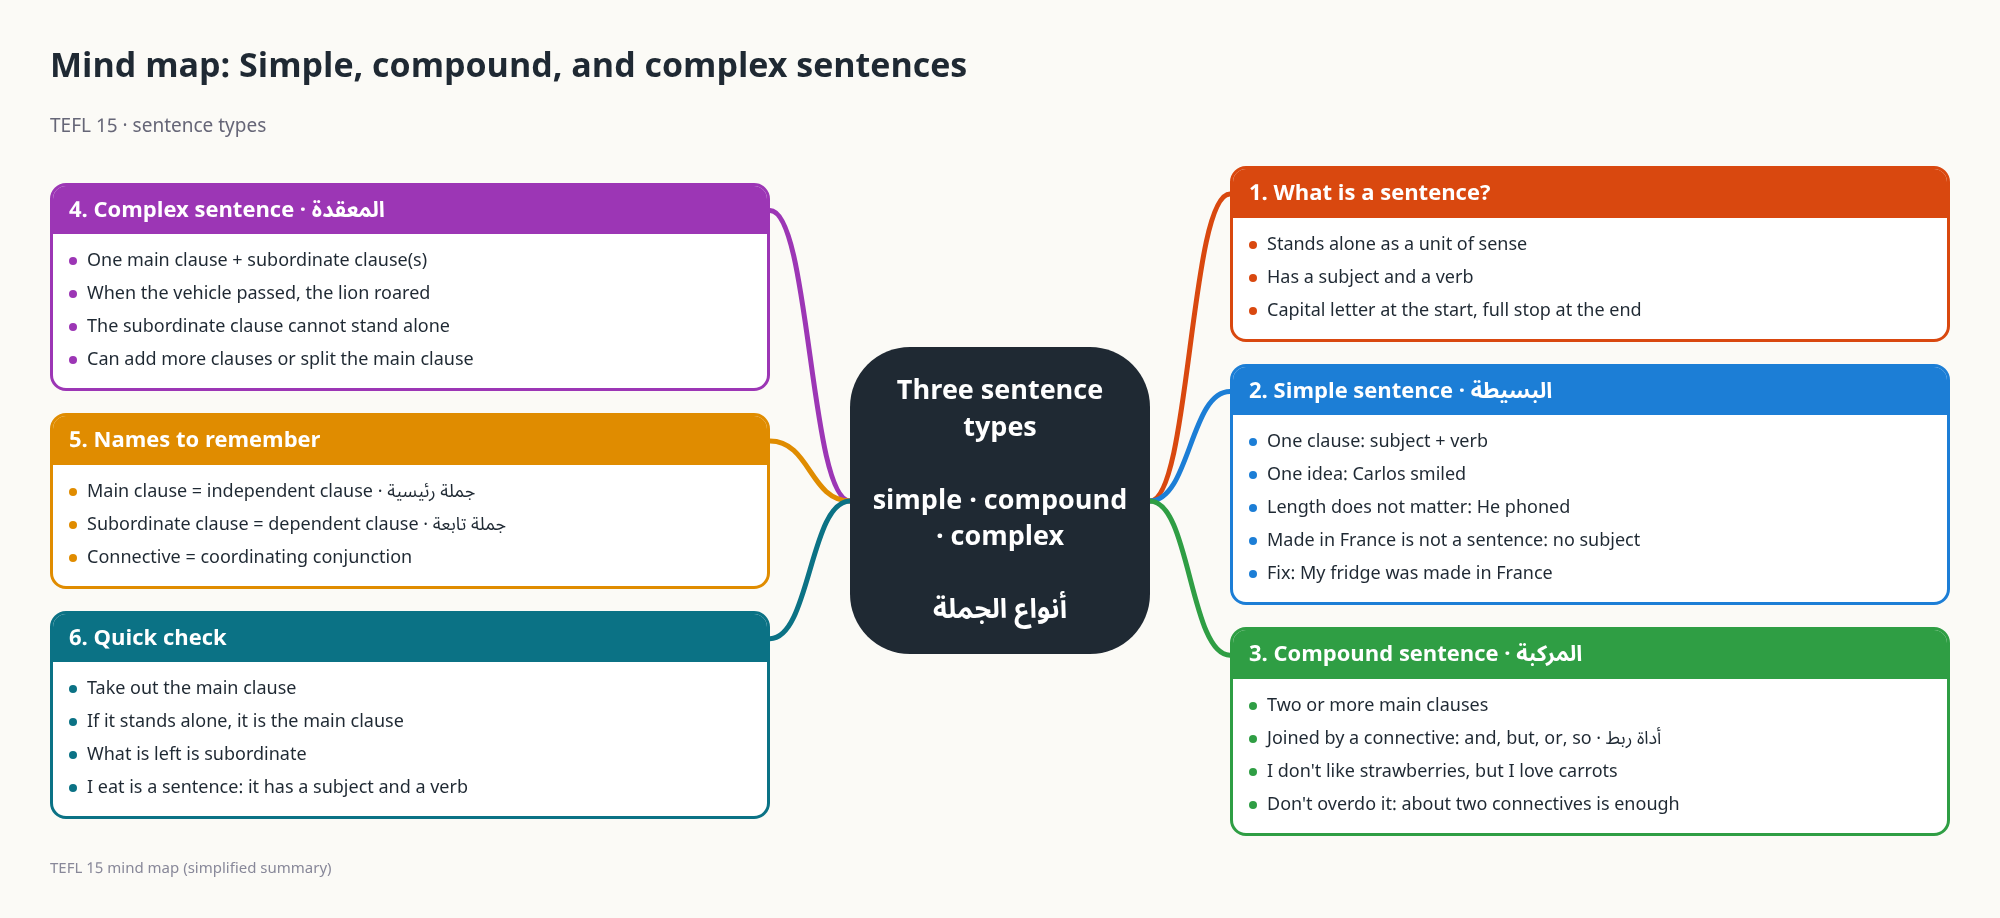 Mind map: Simple, compound, and complex sentences
TEFL 15 · sentence types
1. What is a sentence?
Stands alone as a unit of sense
Has a subject and a verb
Capital letter at the start, full stop at the end
2. Simple sentence · البسيطة
One clause: subject + verb
One idea: Carlos smiled
Length does not matter: He phoned
Made in France is not a sentence: no subject
Fix: My fridge was made in France
3. Compound sentence · المركبة
Two or more main clauses
Joined by a connective: and, but, or, so · أداة ربط
I don't like strawberries, but I love carrots
Don't overdo it: about two connectives is enough
4. Complex sentence · المعقدة
One main clause + subordinate clause(s)
When the vehicle passed, the lion roared
The subordinate clause cannot stand alone
Can add more clauses or split the main clause
5. Names to remember
Main clause = independent clause · جملة رئيسية
Subordinate clause = dependent clause · جملة تابعة
Connective = coordinating conjunction
6. Quick check
Take out the main clause
If it stands alone, it is the main clause
What is left is subordinate
I eat is a sentence: it has a subject and a verb
Three sentence
types
simple · compound
· complex
أنواع الجملة
TEFL 15 mind map (simplified summary)